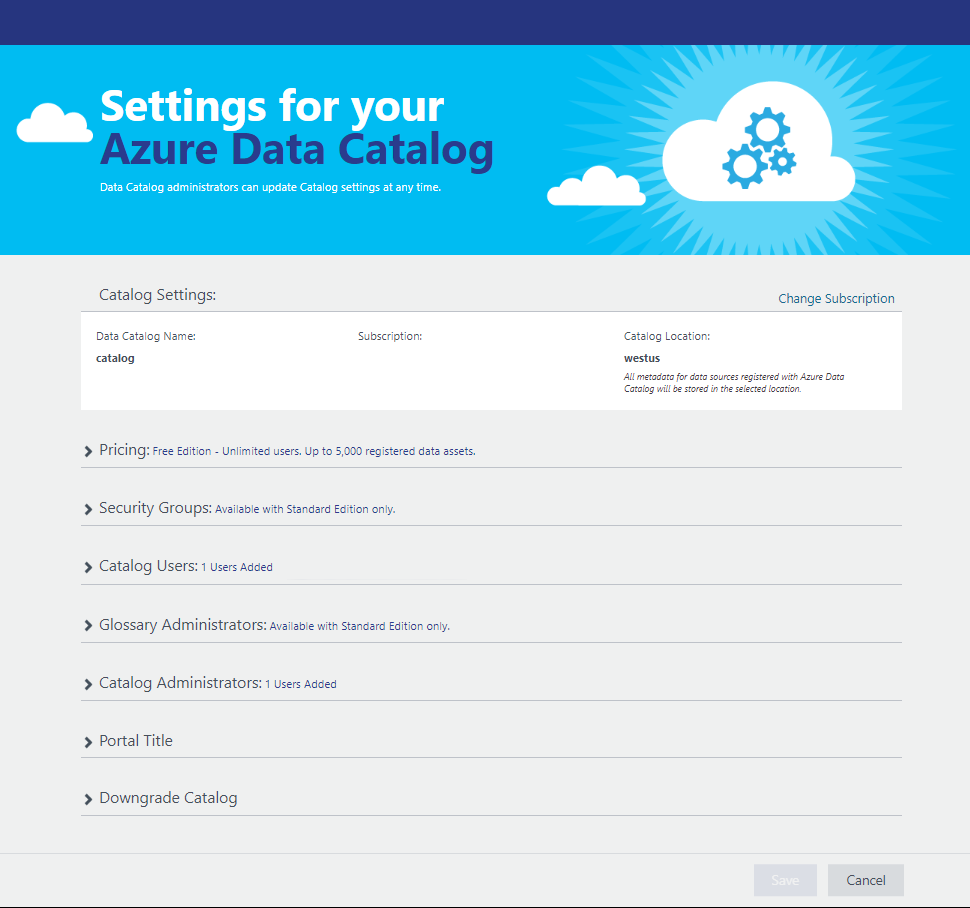 Settings for your
Azure Data Catalog
Data Catalog administrators can update Catalog settings at any time.
Catalog Settings:
Change Subscription
Data Catalog Name:
catalog
Subscription:
Catalog Location:
westus
All metadata for data sources registered with Azure Data
Catalog will be stored in the selected location.
Pricing: Free Edition - Unlimited users. Up to 5,000 registered data assets.
Security Groups: Available with Standard Edition only.
Catalog Users: 1 Users Added
Glossary Administrators: Available with Standard Edition only.
Catalog Administrators: 1 Users Added
Portal Title
Downgrade Catalog
Save
Cancel